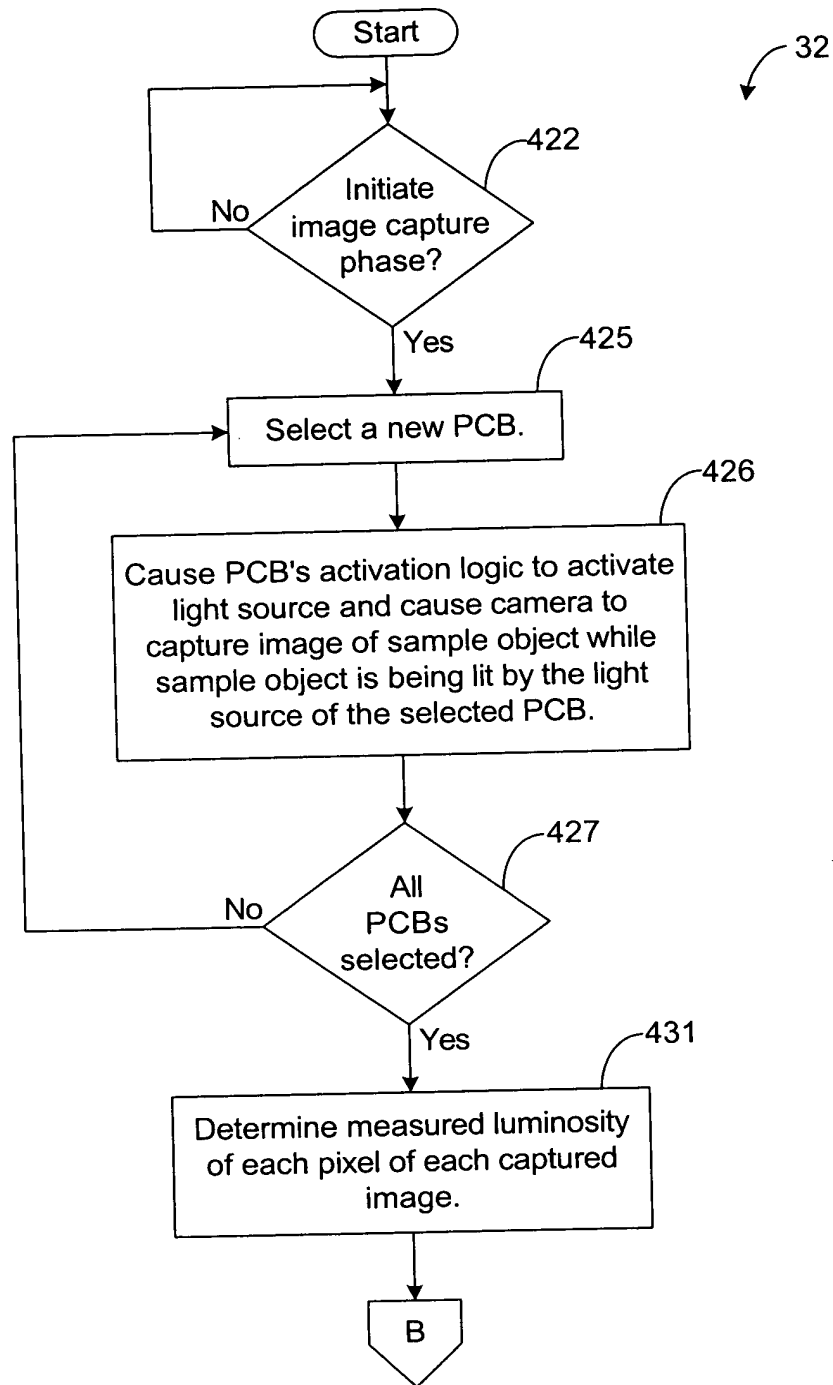 Start
32
422
Initiate
image capture
phase?
No
Yes
425
Select a new PCB.
426
Cause PCB's activation logic to activate
light source and cause camera to
capture image of sample object while
sample object is being lit by the light
source of the selected PCB.
427
All
PCBs
selected?
No
Yes
431
Determine measured luminosity
of each pixel of each captured
image.
B